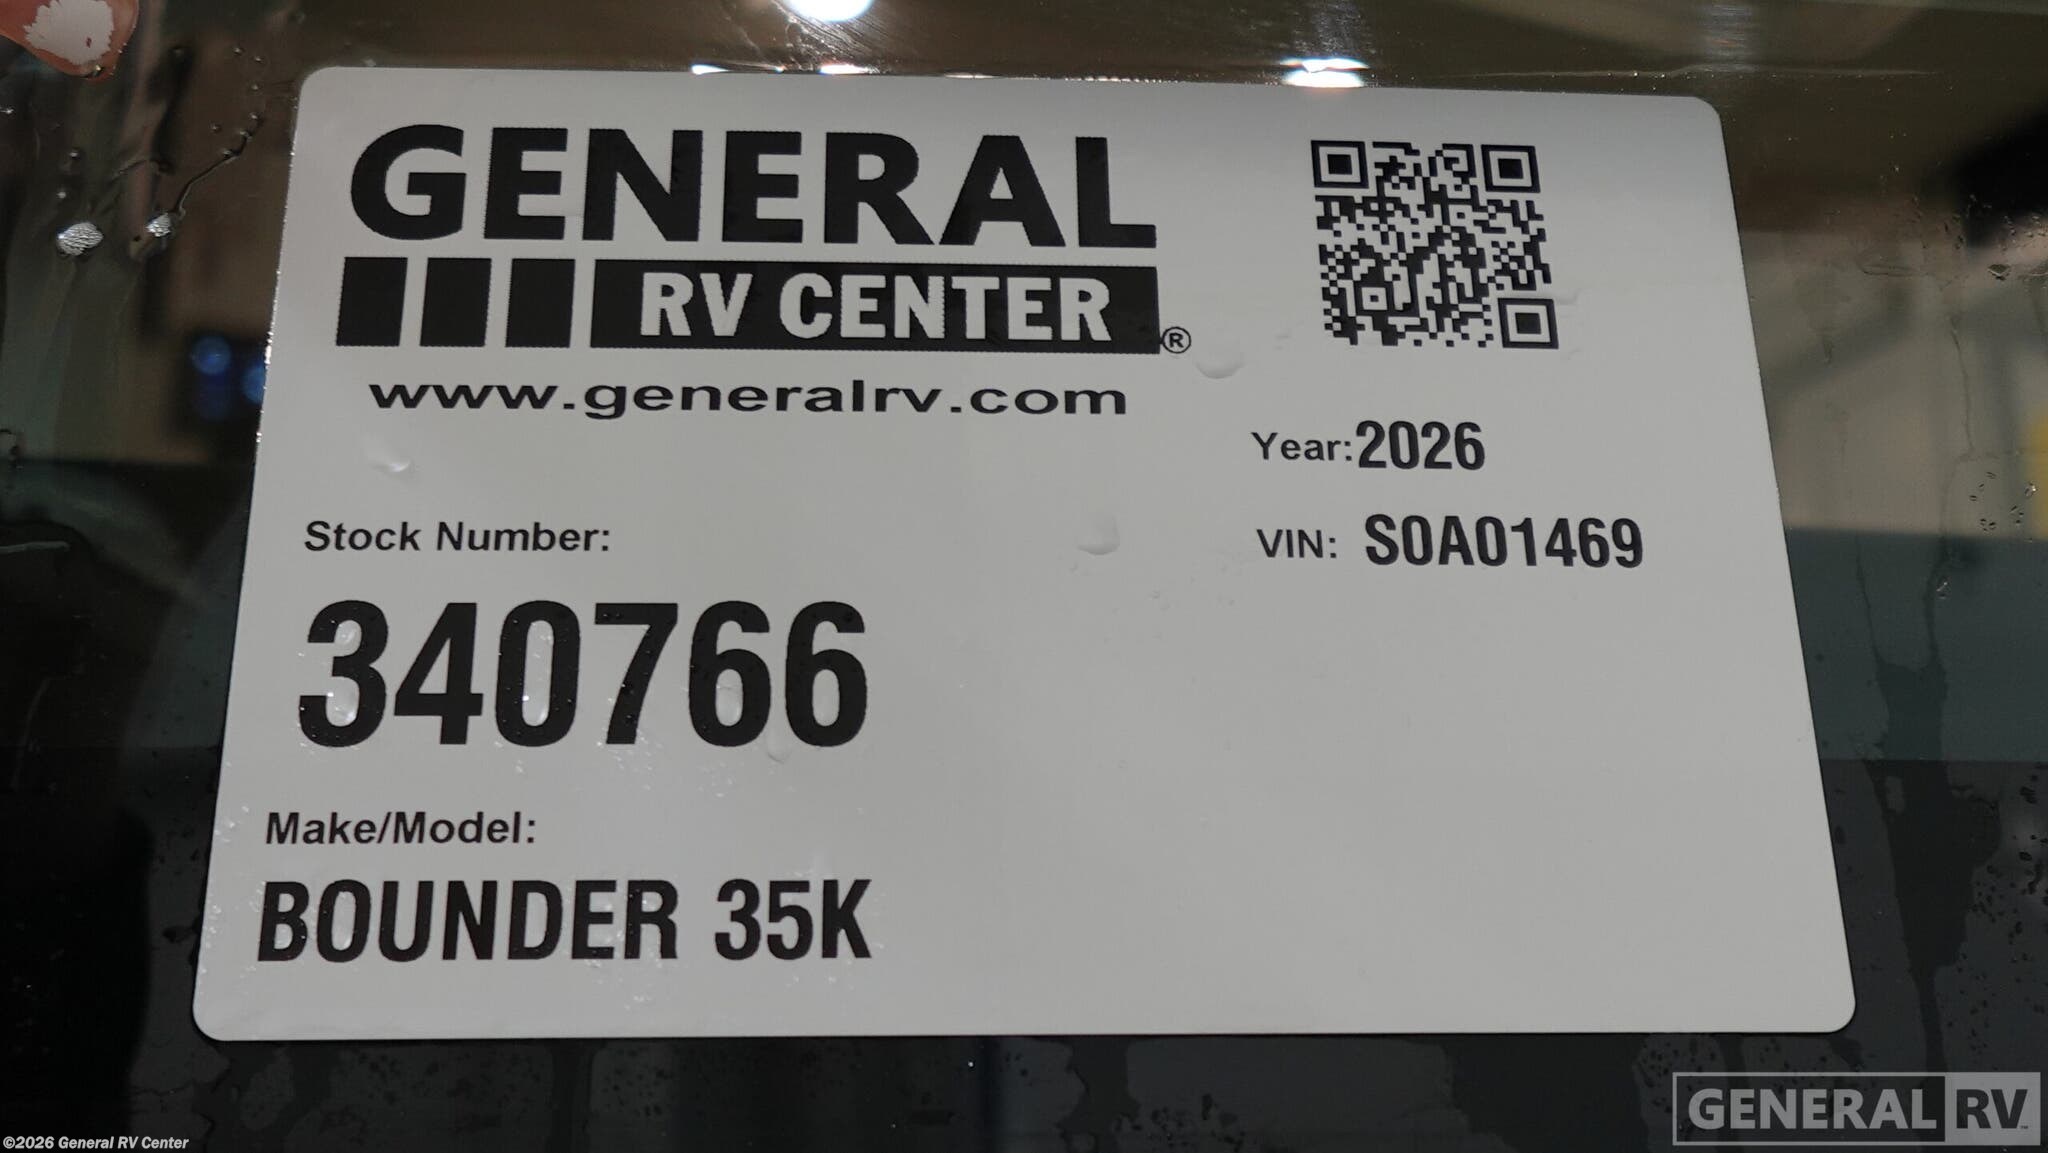 GENERAL
RV CENTER®
www.generalrv.com
Year:2026
VIN: S0A01469
Stock Number:
340766
Make/Model:
BOUNDER 35K
GENERAL RV™
©2026 General RV Center